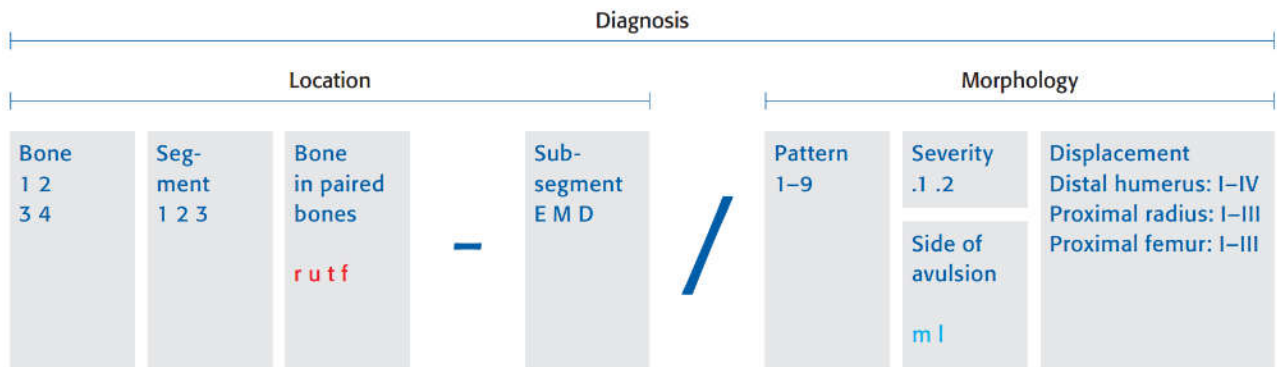 Diagnosis
Location
Morphology
Bone
1 2
3 4
Seg-
ment
1 2 3
Bone
in paired
bones
r u t f
–
Sub-
segment
E M D
/
Pattern
1–9
Severity
.1 .2
Side of
avulsion
m l
Displacement
Distal humerus: I–IV
Proximal radius: I–III
Proximal femur: I–III